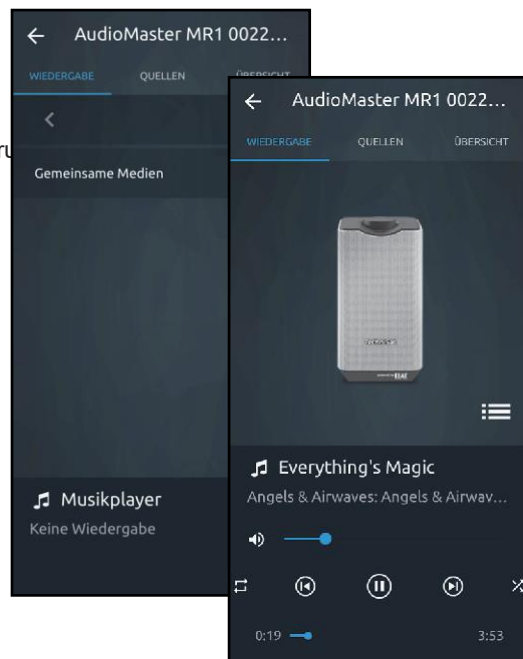 AudioMaster MR1 0022...
WIEDERGABE QUELLEN ÜBERSICHT
Gemeinsame Medien
Musikplayer
Keine Wiedergabe
AudioMaster MR1 0022...
WIEDERGABE QUELLEN ÜBERSICHT
Everything's Magic
Angels & Airwaves: Angels & Airwav...
0:19 3:53